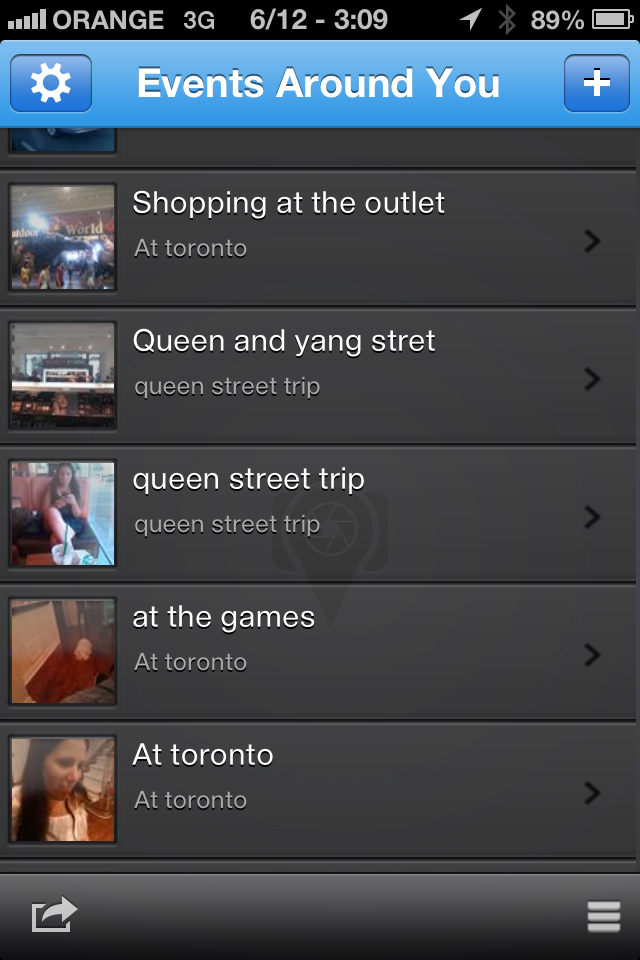 ORANGE 3G 6/12 - 3:09 89%
Events Around You
Shopping at the outlet
At toronto
World
Queen and yang stret
queen street trip
queen street trip
queen street trip
at the games
At toronto
At toronto
At toronto